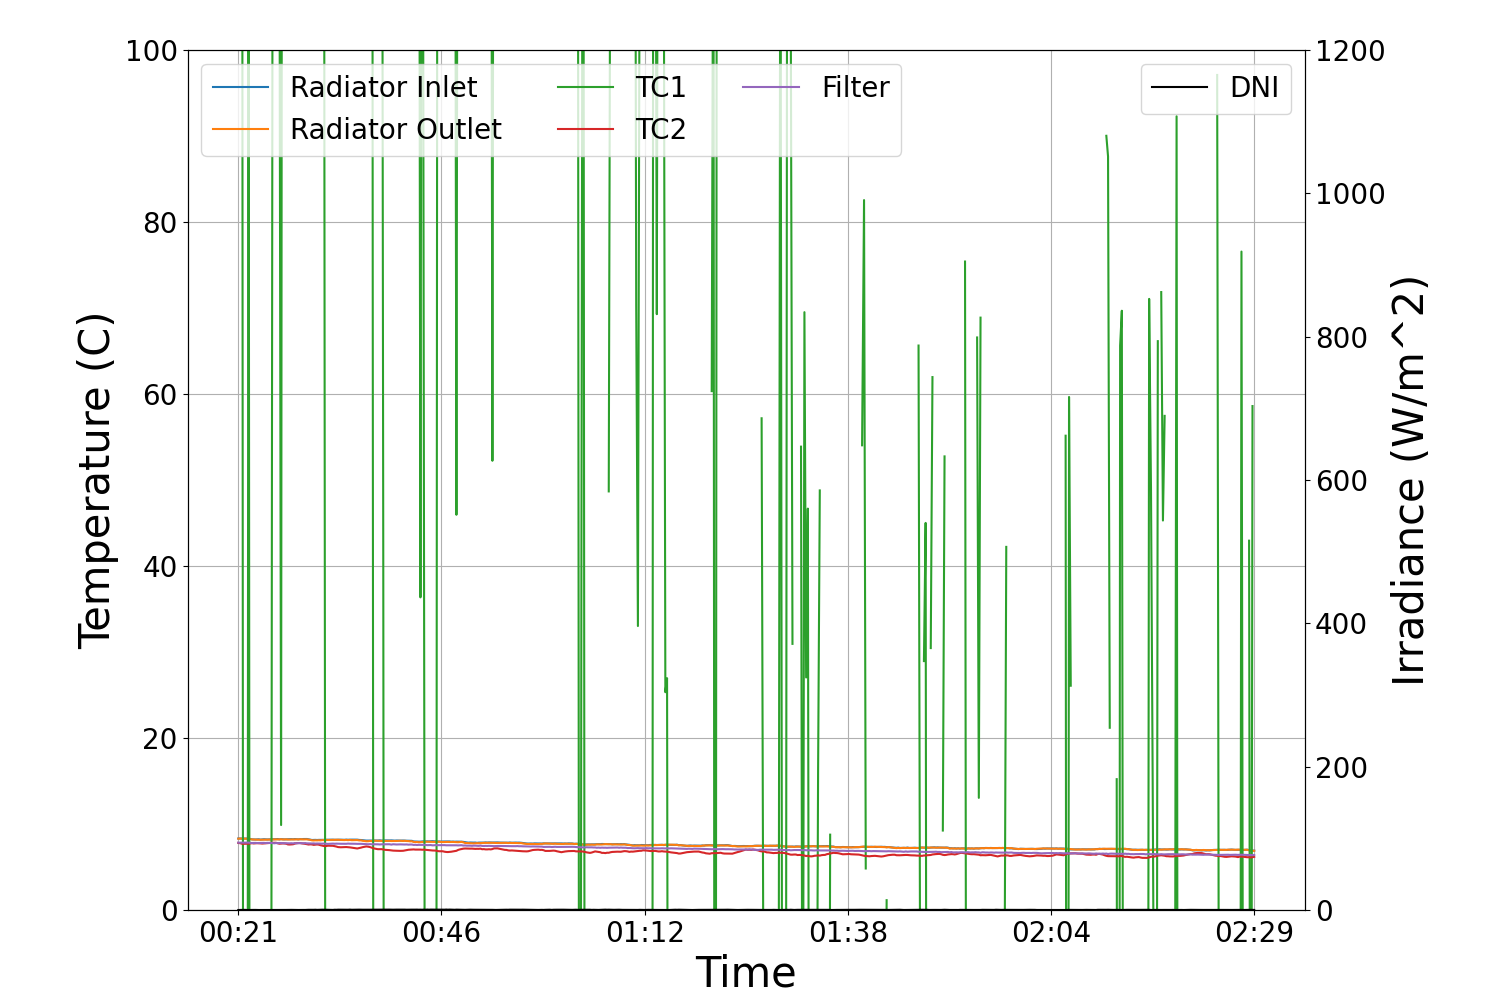 100
80
60
40
20
0
Temperature (C)
Radiator Inlet
Radiator Outlet
TC1
TC2
Filter
DNI
1200
1000
800
600
400
200
0
Irradiance (W/m^2)
00:21 00:46 01:12 01:38 02:04 02:29
Time